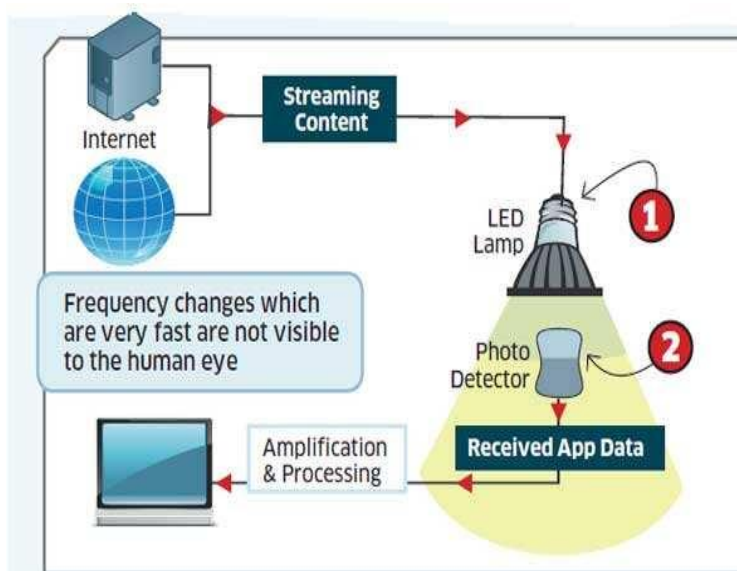 Internet
Streaming
Content
LED
Lamp
1
Frequency changes which
are very fast are not visible
to the human eye
Photo
Detector
2
Amplification
& Processing
Received App Data